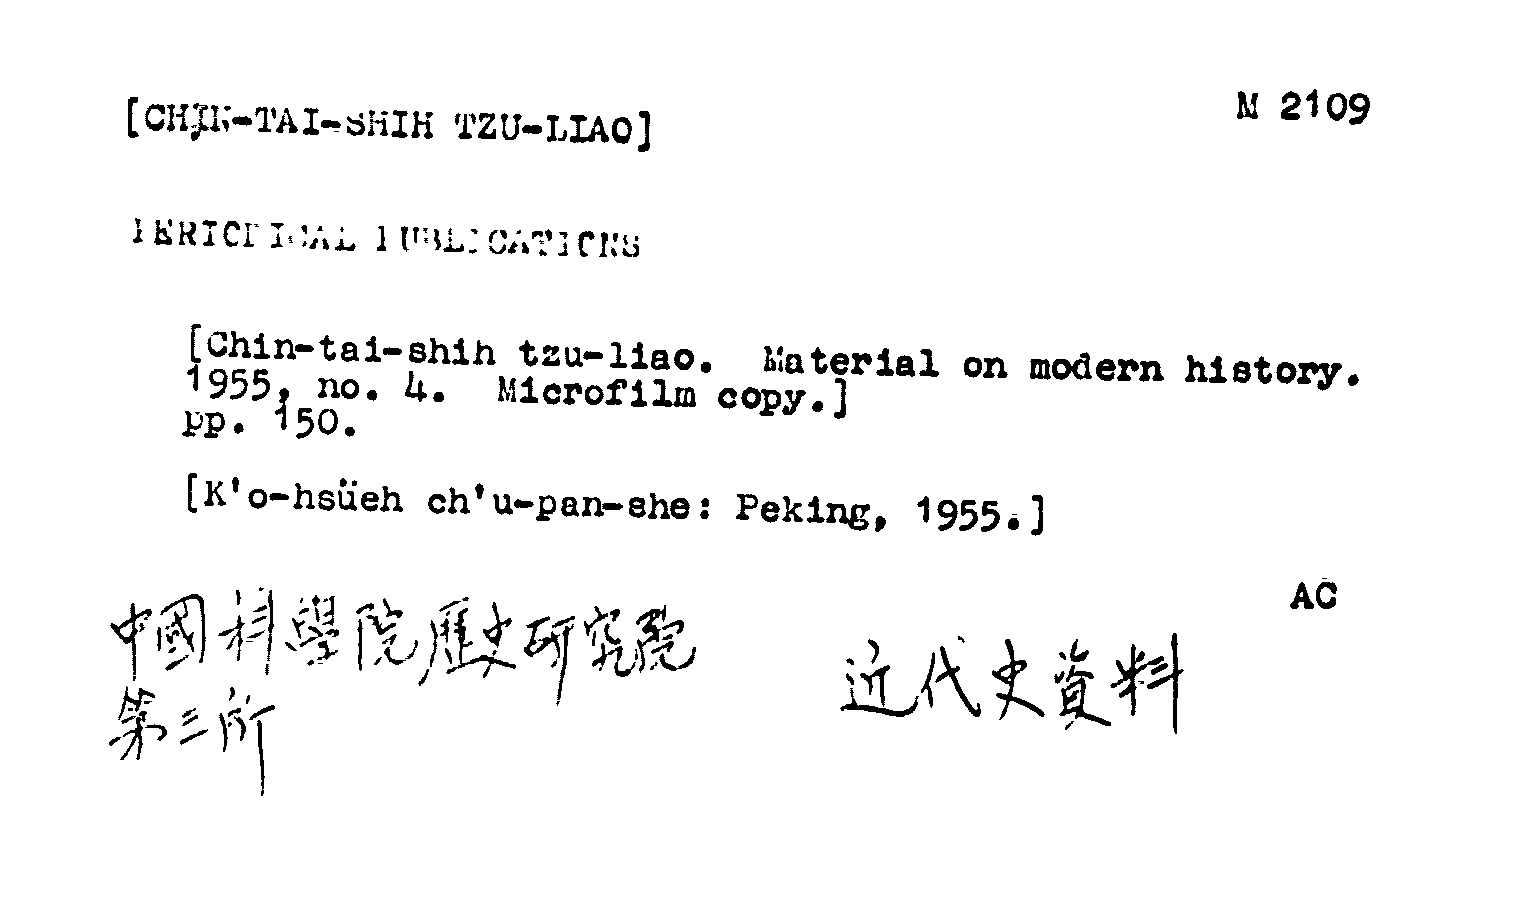 [CHIN-TAI-SHIH TZU-LIAO]
M 2109
PERIODICAL PUBLICATIONS
[Chin-tai-shih tzu-liao. Material on modern history.
1955, no. 4. Microfilm copy.]
pp. 150.
[K'o-hsüeh ch'u-pan-she: Peking, 1955.]
AC
中國科學院歷史研究院
近代史資料
第三所